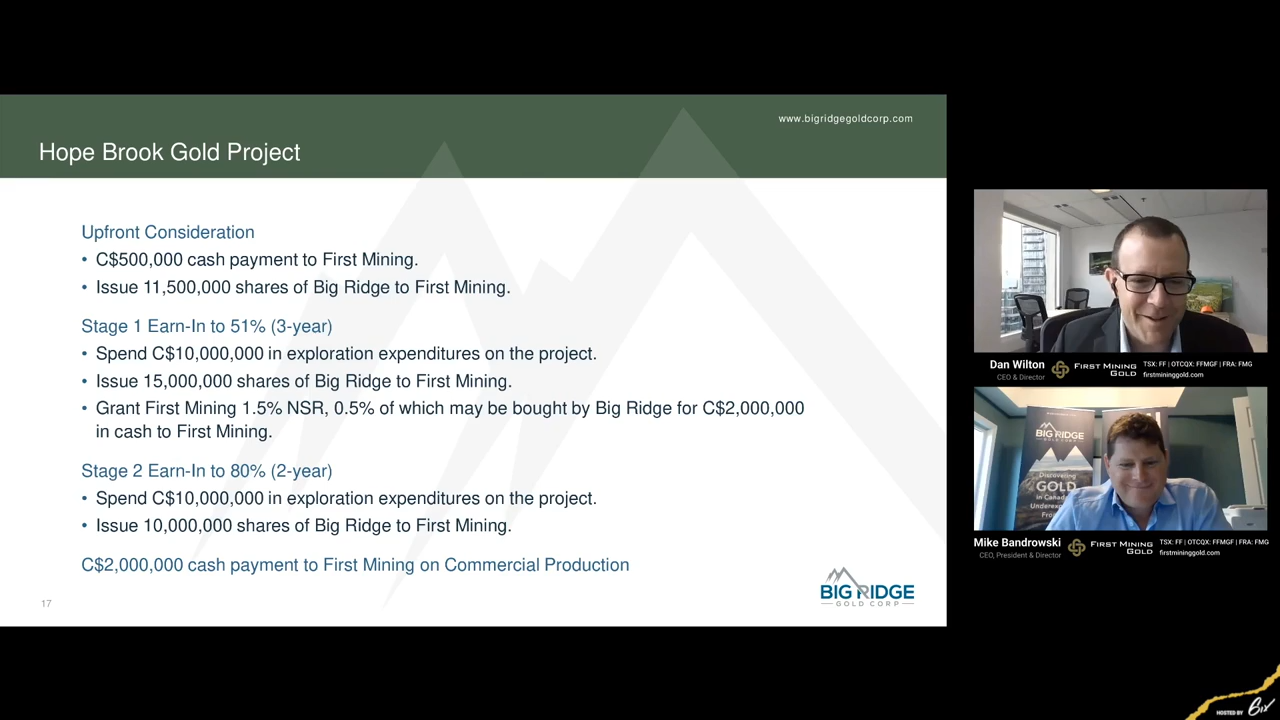 www.bigridgegoldcorp.com
Hope Brook Gold Project
Upfront Consideration
• C$500,000 cash payment to First Mining.
• Issue 11,500,000 shares of Big Ridge to First Mining.
Stage 1 Earn-In to 51% (3-year)
• Spend C$10,000,000 in exploration expenditures on the project.
• Issue 15,000,000 shares of Big Ridge to First Mining.
• Grant First Mining 1.5% NSR, 0.5% of which may be bought by Big Ridge for C$2,000,000
in cash to First Mining.
Stage 2 Earn-In to 80% (2-year)
• Spend C$10,000,000 in exploration expenditures on the project.
• Issue 10,000,000 shares of Big Ridge to First Mining.
C$2,000,000 cash payment to First Mining on Commercial Production
17
BIG RIDGE
GOLD CORP
Dan Wilton
CEO & Director
FIRST MINING
GOLD
TSX: FF | OTCQX: FFMGF | FRA: FMG
firstmininggold.com
BIG RIDGE
GOLD CORP
Discovering
GOLD
in Canada
Mike Bandrowski
CEO, President & Director
FIRST MINING
GOLD
TSX: FF | OTCQX: FFMGF | FRA: FMG
firstmininggold.com
HOSTED BY 6ix